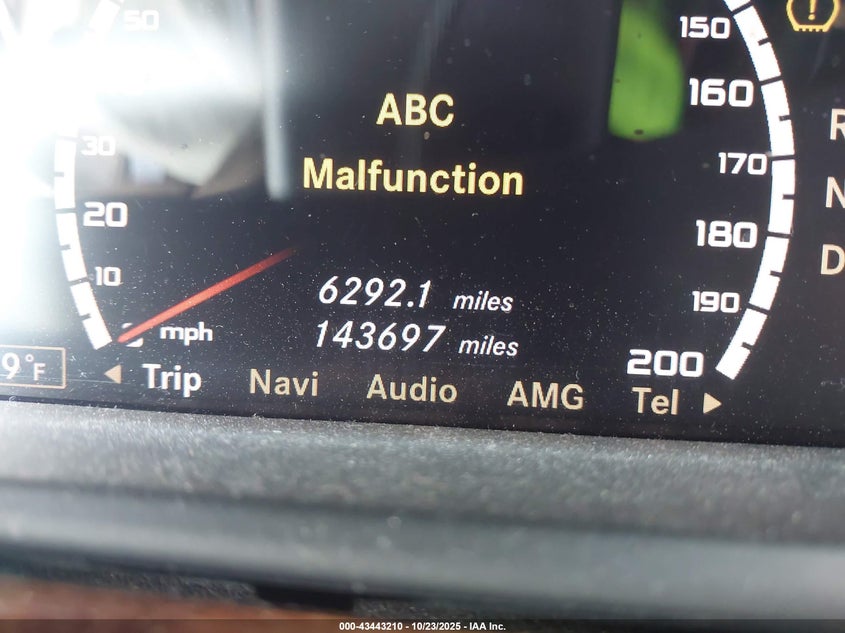 50
150
160
ABC
30
170
Malfunction
20
180
10
6292.1 miles
190
mph
143697 miles
200
9°F
Trip Navi Audio AMG Tel
R
N
D
000-43443210 - 10/23/2025 - IAA Inc.